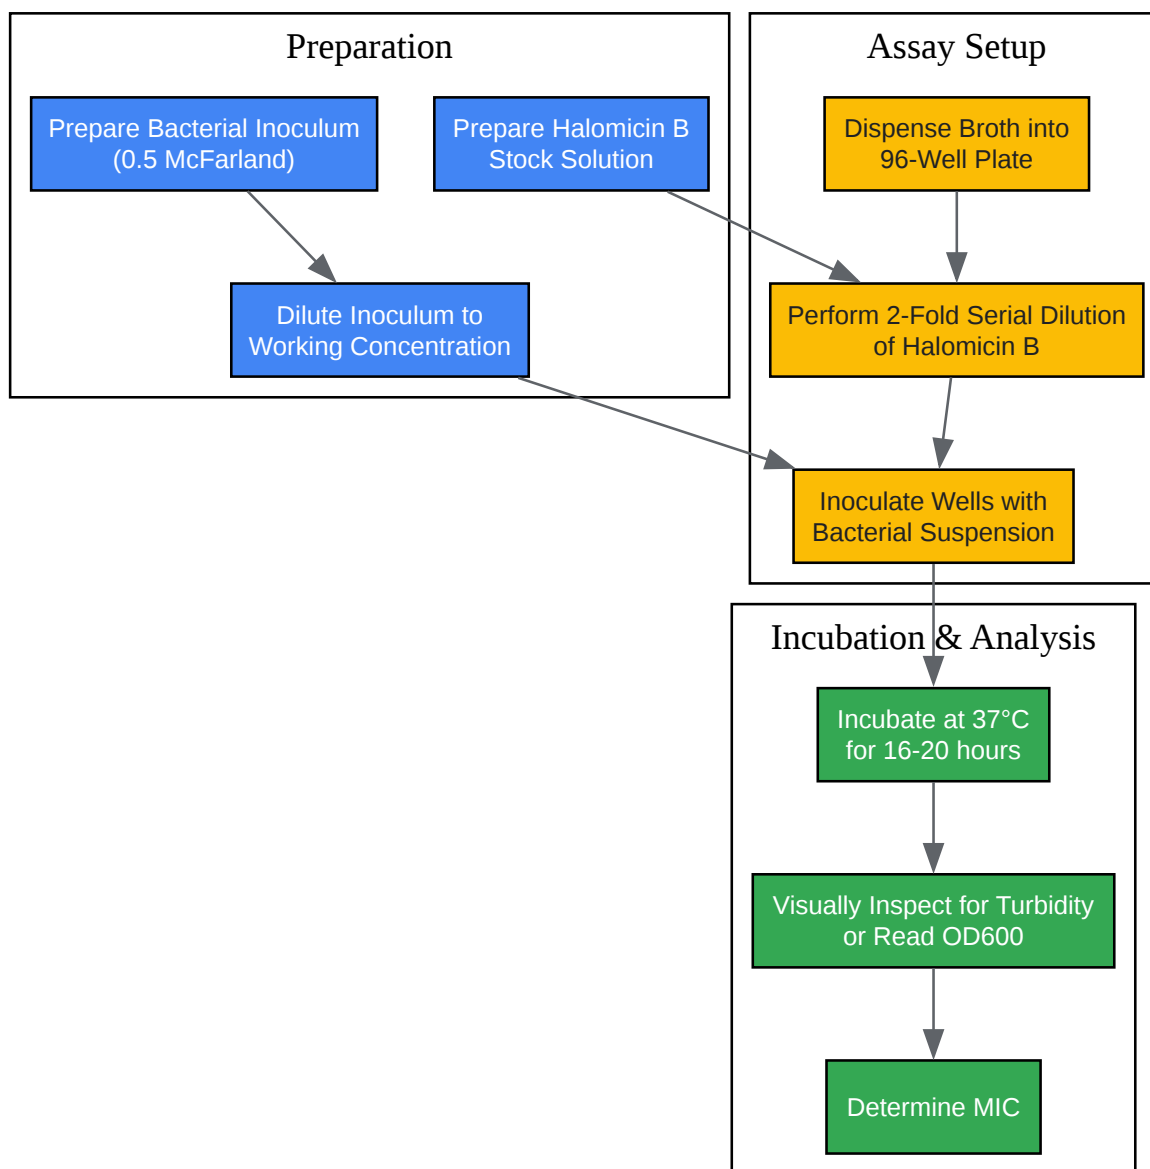 Preparation
Prepare Bacterial Inoculum
(0.5 McFarland)
Prepare Halomicin B
Stock Solution
Dilute Inoculum to
Working Concentration
Assay Setup
Dispense Broth into
96-Well Plate
Perform 2-Fold Serial Dilution
of Halomicin B
Inoculate Wells with
Bacterial Suspension
Incubation & Analysis
Incubate at 37°C
for 16-20 hours
Visually Inspect for Turbidity
or Read OD600
Determine MIC